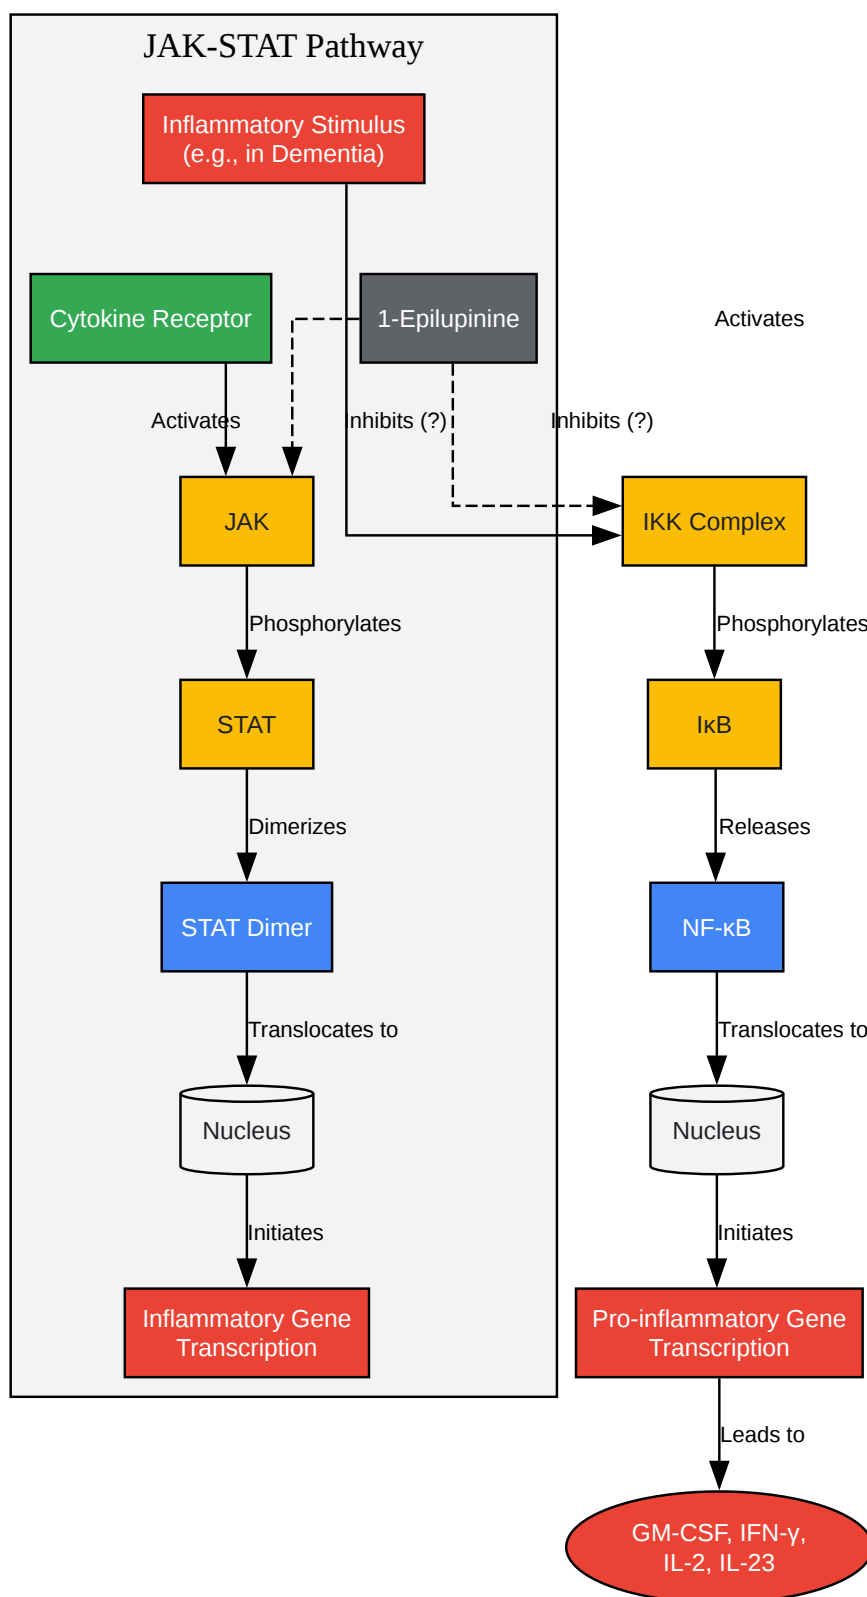 JAK-STAT Pathway
Inflammatory Stimulus
(e.g., in Dementia)
Cytokine Receptor
1-Epilupinine
Activates
Activates
Inhibits (?)
Inhibits (?)
JAK
IKK Complex
Phosphorylates
Phosphorylates
STAT
IκB
Dimerizes
Releases
STAT Dimer
NF-κB
Translocates to
Translocates to
Nucleus
Nucleus
Initiates
Initiates
Inflammatory Gene
Transcription
Pro-inflammatory Gene
Transcription
Leads to
GM-CSF, IFN-γ,
IL-2, IL-23